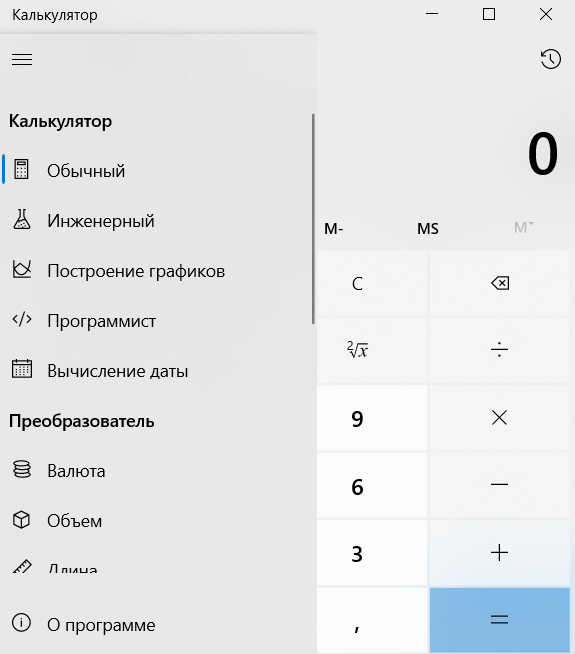 Калькулятор
Калькулятор
0
Обычный
Инженерный
M- MS M
Построение графиков
C
Программист
²√x ÷
Вычисление даты
Преобразователь
9 ×
Валюта
6 −
Объем
Длина
3 +
О программе
, =